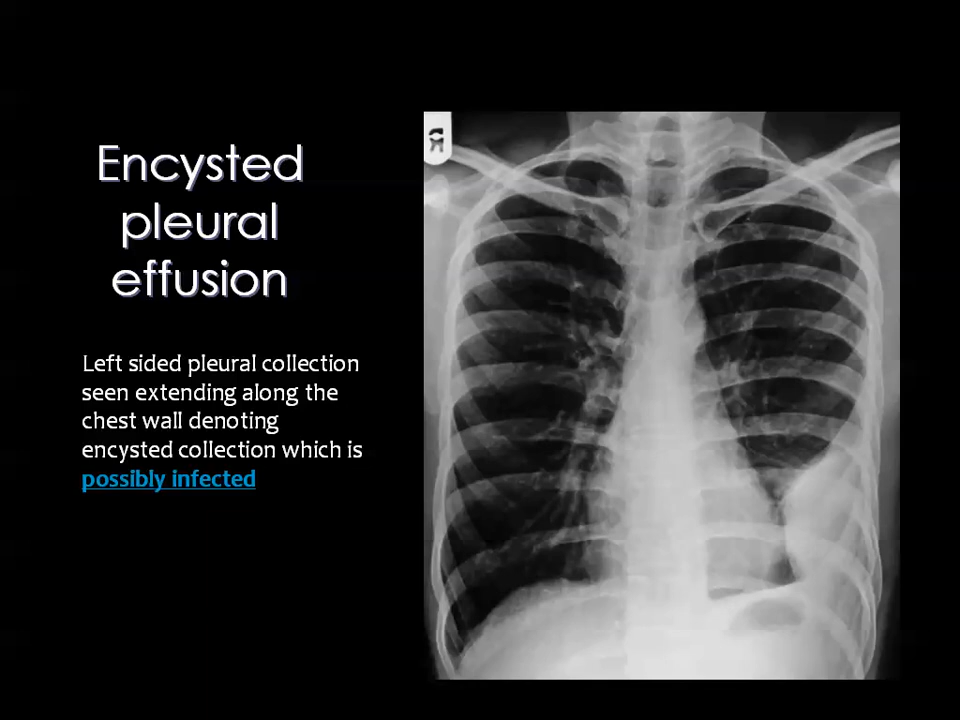 Encysted
pleural
effusion
Left sided pleural collection
seen extending along the
chest wall denoting
encysted collection which is
possibly infected